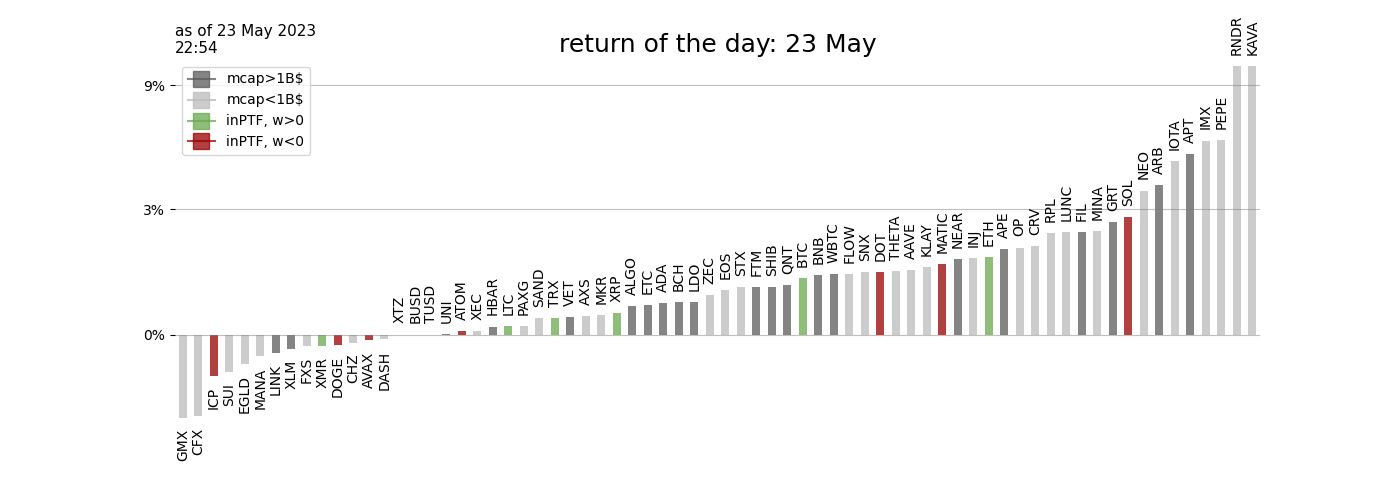 as of 23 May 2023
22:54
return of the day: 23 May
mcap>1B$
mcap<1B$
inPTF, w>0
inPTF, w<0
9%
3%
0%
GMX
CFX
ICP
SUI
EGLD
MANA
LINK
XLM
FXS
XMR
DOGE
CHZ
AVAX
DASH
XTZ
BUSD
TUSD
UNI
ATOM
XEC
HBAR
LTC
PAXG
SAND
TRX
VET
AXS
MKR
XRP
ALGO
ETC
ADA
BCH
LDO
ZEC
EOS
STX
FTM
SHIB
QNT
BTC
BNB
WBTC
FLOW
SNX
DOT
THETA
AAVE
KLAY
MATIC
NEAR
INJ
ETH
APE
OP
CRV
RPL
LUNC
FIL
MINA
GRT
SOL
NEO
ARB
IOTA
APT
IMX
PEPE
RNDR
KAVA